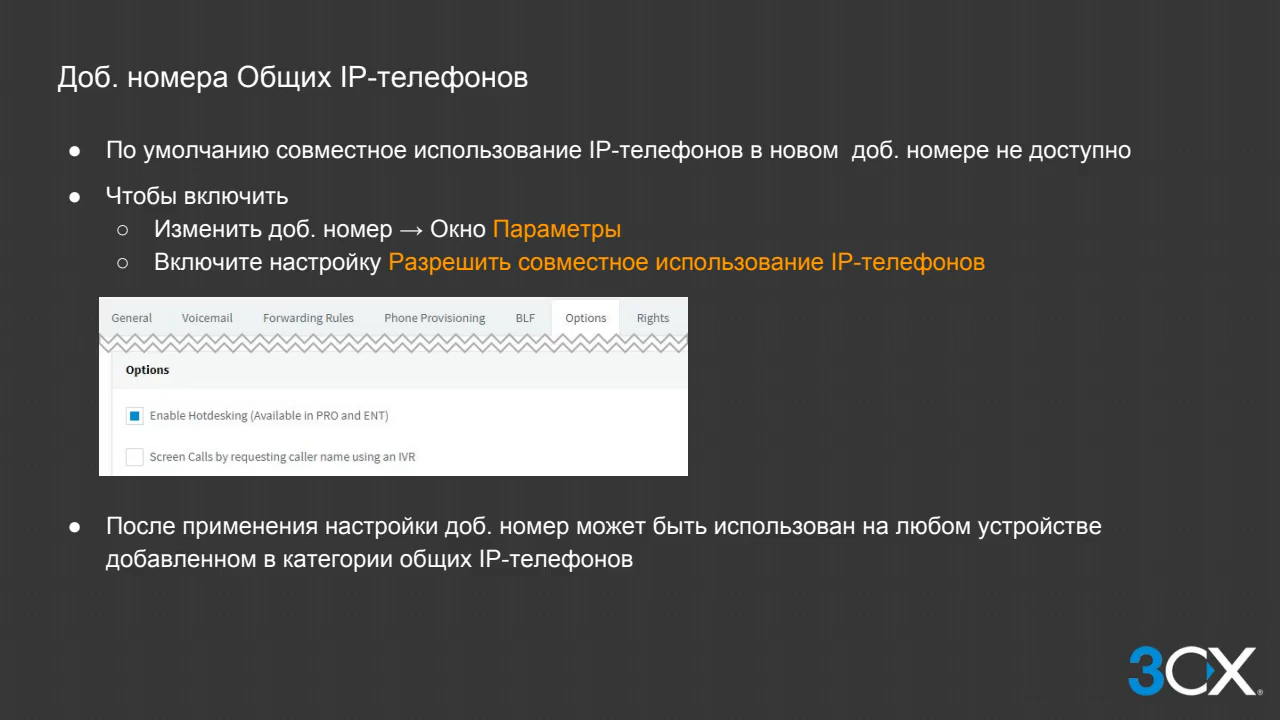 Доб. номера Общих IP-телефонов
● По умолчанию совместное использование IP-телефонов в новом доб. номере не доступно
● Чтобы включить
○ Изменить доб. номер → Окно Параметры
○ Включите настройку Разрешить совместное использование IP-телефонов
General Voicemail Forwarding Rules Phone Provisioning BLF Options Rights
Options
Enable Hotdesking (Available in PRO and ENT)
Screen Calls by requesting caller name using an IVR
● После применения настройки доб. номер может быть использован на любом устройстве
добавленном в категории общих IP-телефонов
3CX®